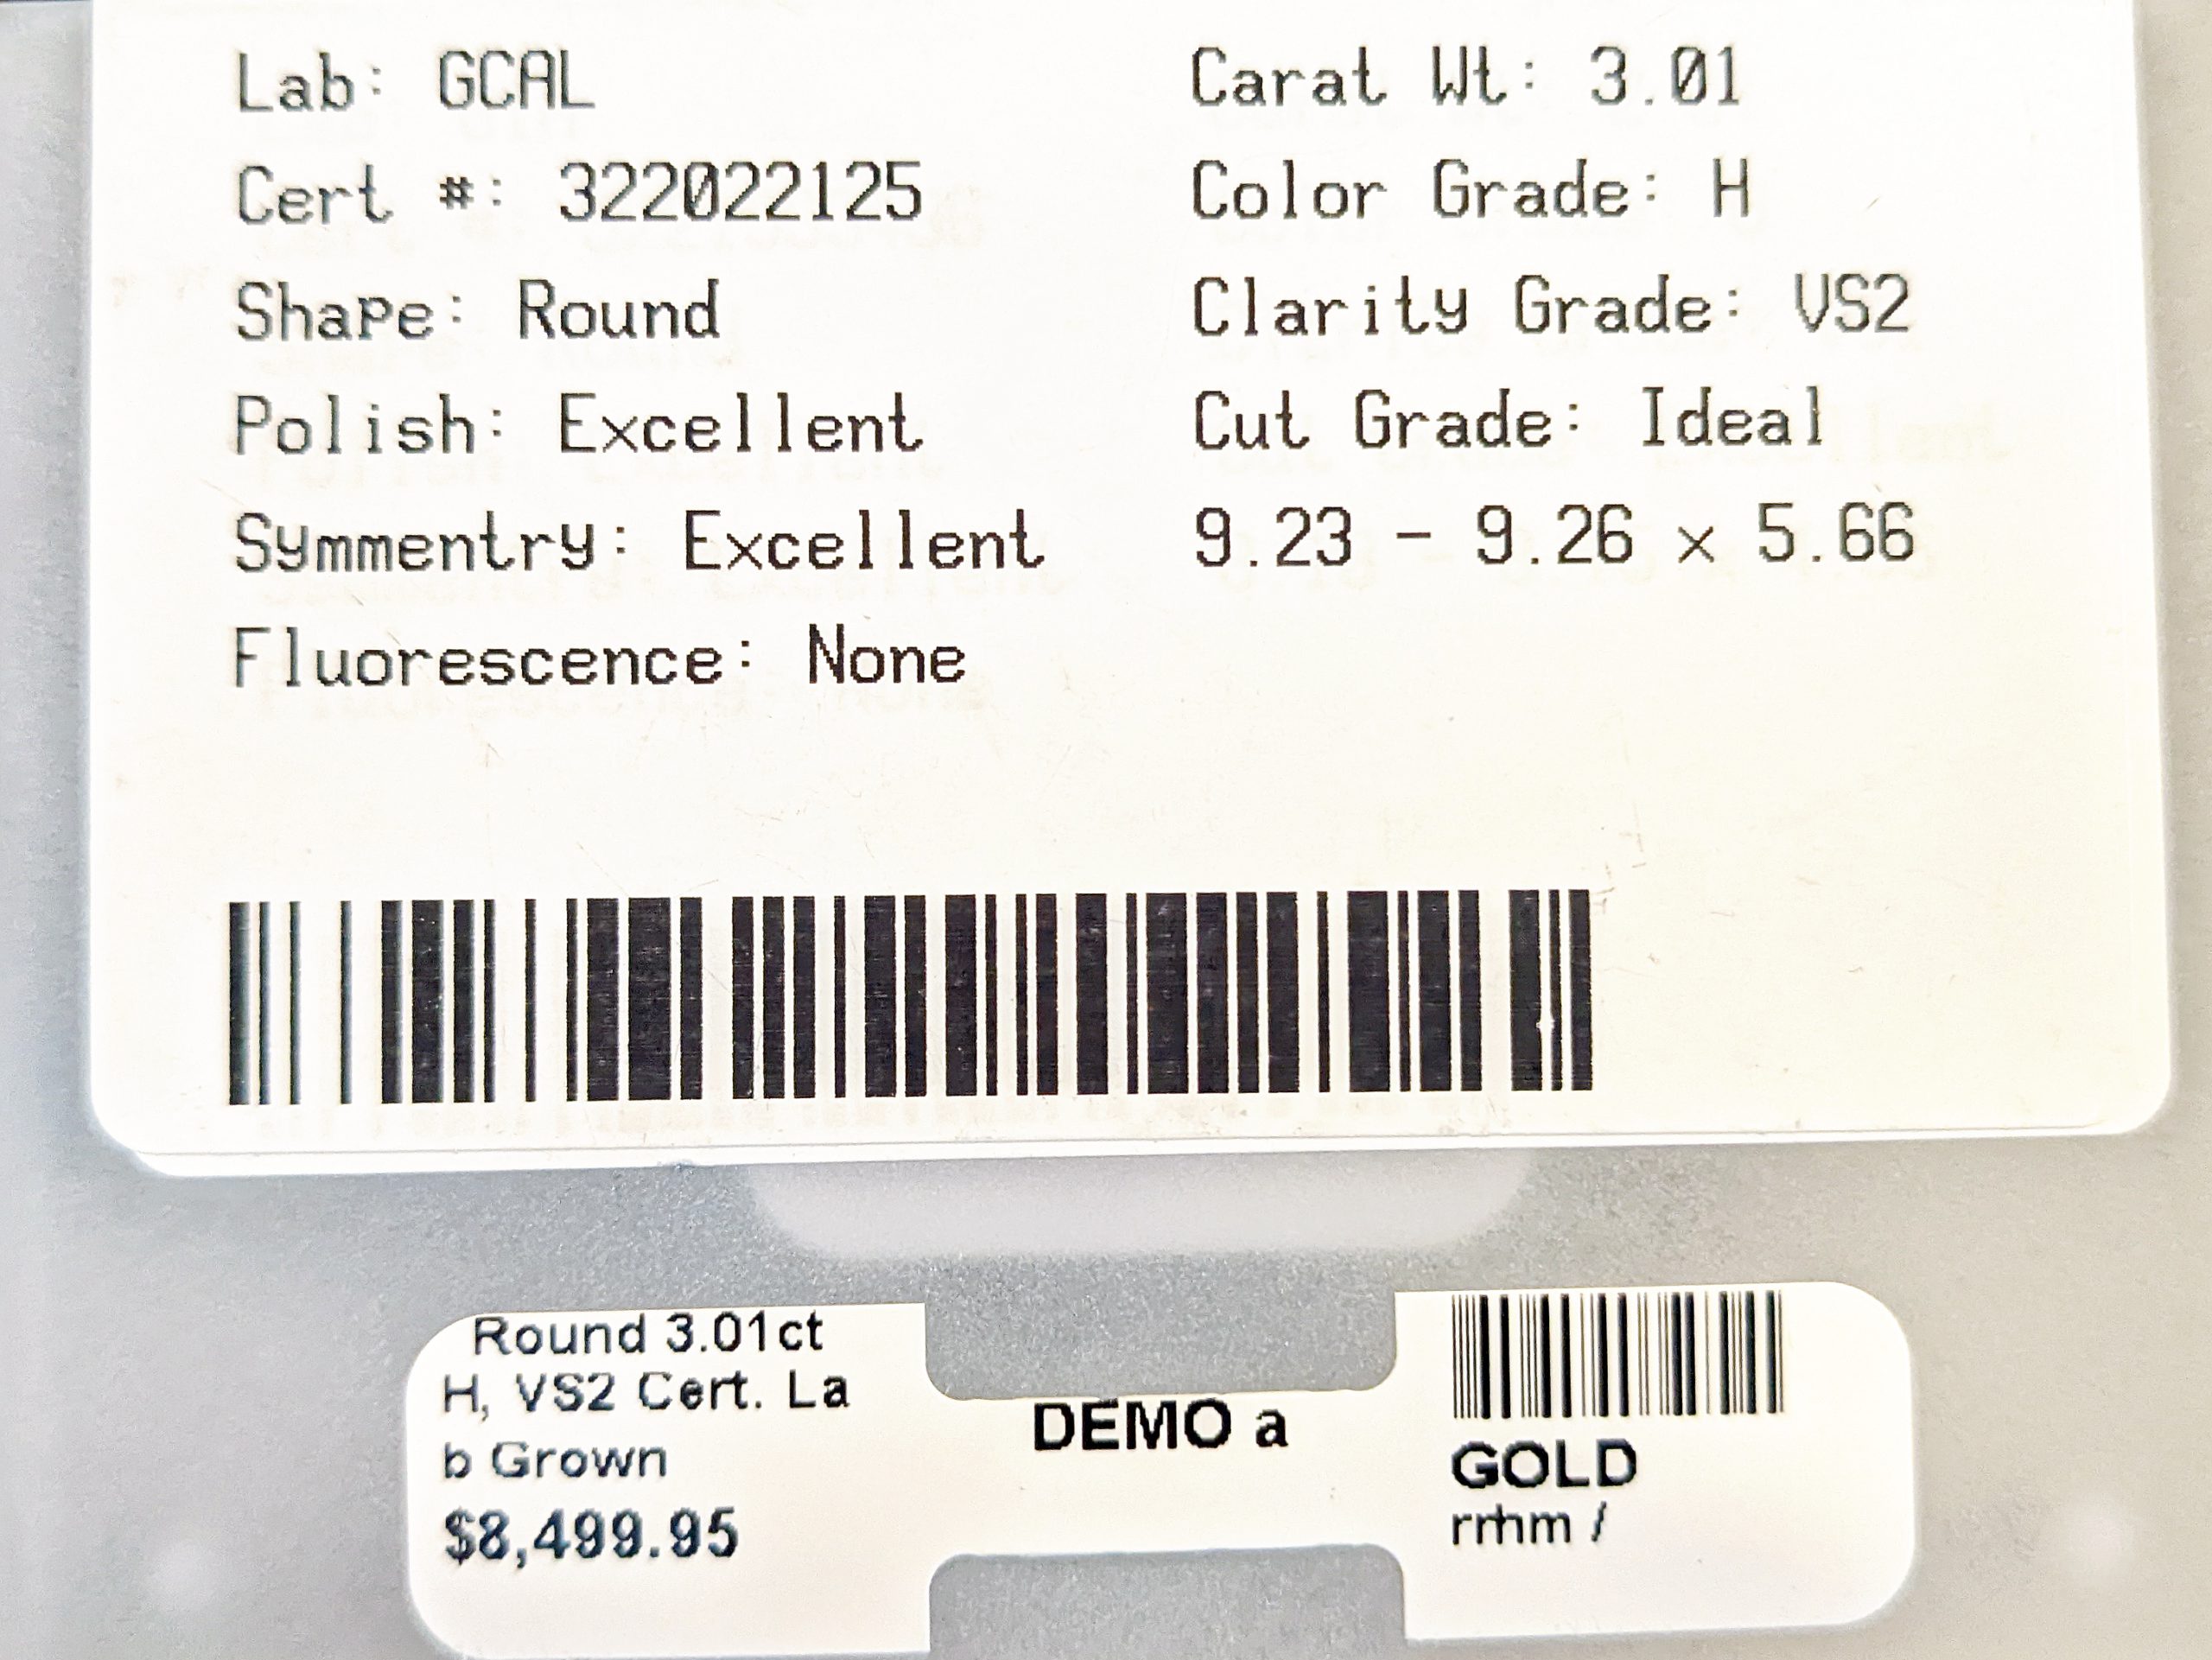 Lab: GCAL
Carat Wt: 3.01
Cert #: 322022125
Color Grade: H
Shape: Round
Clarity Grade: VS2
Polish: Excellent
Cut Grade: Ideal
Symmentry: Excellent
9.23 - 9.26 x 5.66
Fluorescence: None
Round 3.01ct
H, VS2 Cert. La
b Grown
$8,499.95
DEMO a
GOLD
rrhm /